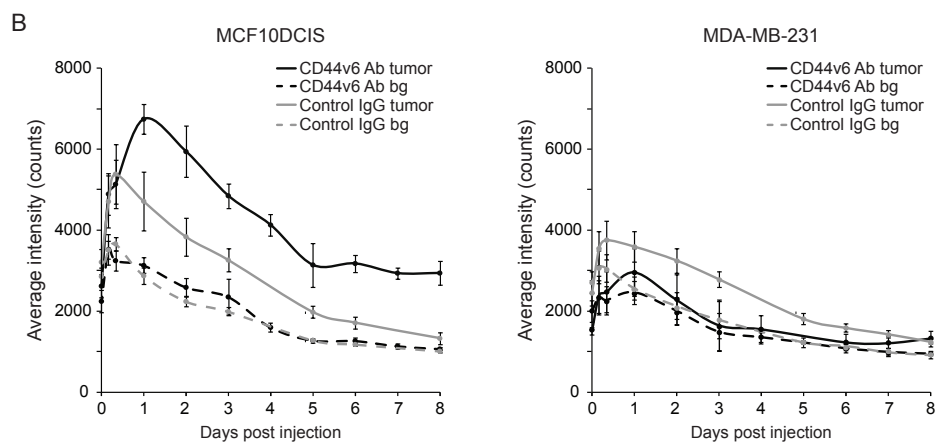 B
MCF10DCIS
8000
6000
4000
2000
0
Average intensity (counts)
CD44v6 Ab tumor
CD44v6 Ab bg
Control IgG tumor
Control IgG bg
0 1 2 3 4 5 6 7 8
Days post injection
MDA-MB-231
8000
6000
4000
2000
0
Average intensity (counts)
CD44v6 Ab tumor
CD44v6 Ab bg
Control IgG tumor
Control IgG bg
0 1 2 3 4 5 6 7 8
Days post injection